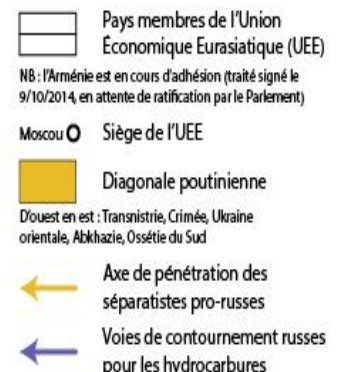 Pays membres de l'Union
Économique Eurasiatique (UEE)
NB : l'Arménie est en cours d'adhésion (traité signé le
9/10/2014, en attente de ratification par le Parlement)
Moscou Siège de l'UEE
Diagonale poutinienne
D'ouest en est : Transnistrie, Crimée, Ukraine
orientale, Abkhazie, Ossétie du Sud
Axe de pénétration des
séparatistes pro-russes
Voies de contournement russes
pour les hydrocarbures